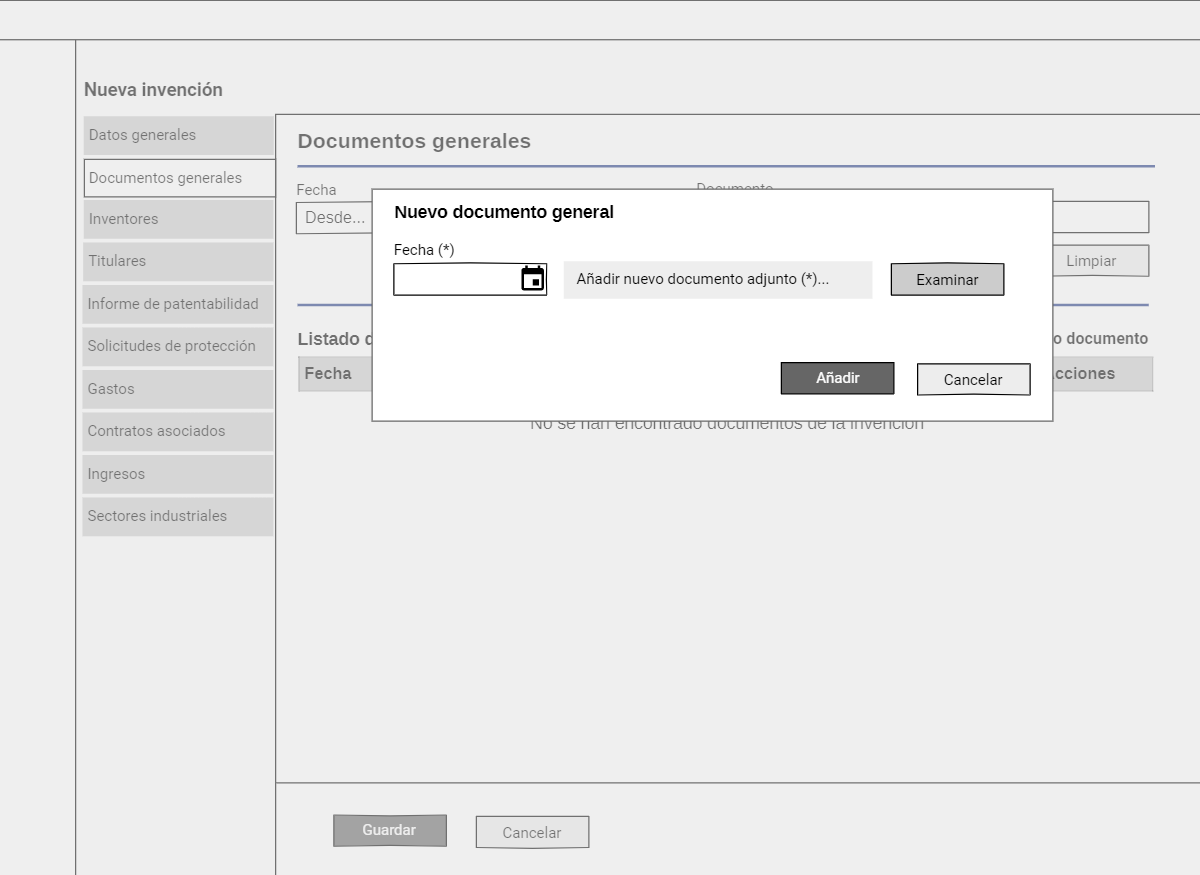 Nueva invención
Datos generales
Documentos generales
Inventores
Titulares
Informe de patentabilidad
Solicitudes de protección
Gastos
Contratos asociados
Ingresos
Sectores industriales
Documentos generales
Fecha
Documento
Desde...
Limpiar
Nuevo documento general
Fecha (*)
Añadir nuevo documento adjunto (*)...
Examinar
Añadir
Cancelar
Listado
documento
Fecha
cciones
No se han encontrado documentos de la invención
Guardar
Cancelar